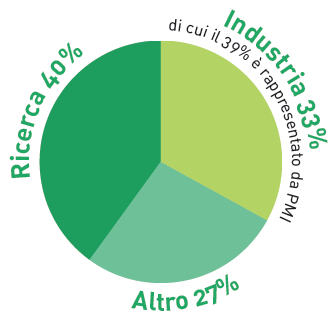 Industria 33%
di cui il 39% è rappresentato da PMI
Altro 27%
Ricerca 40%